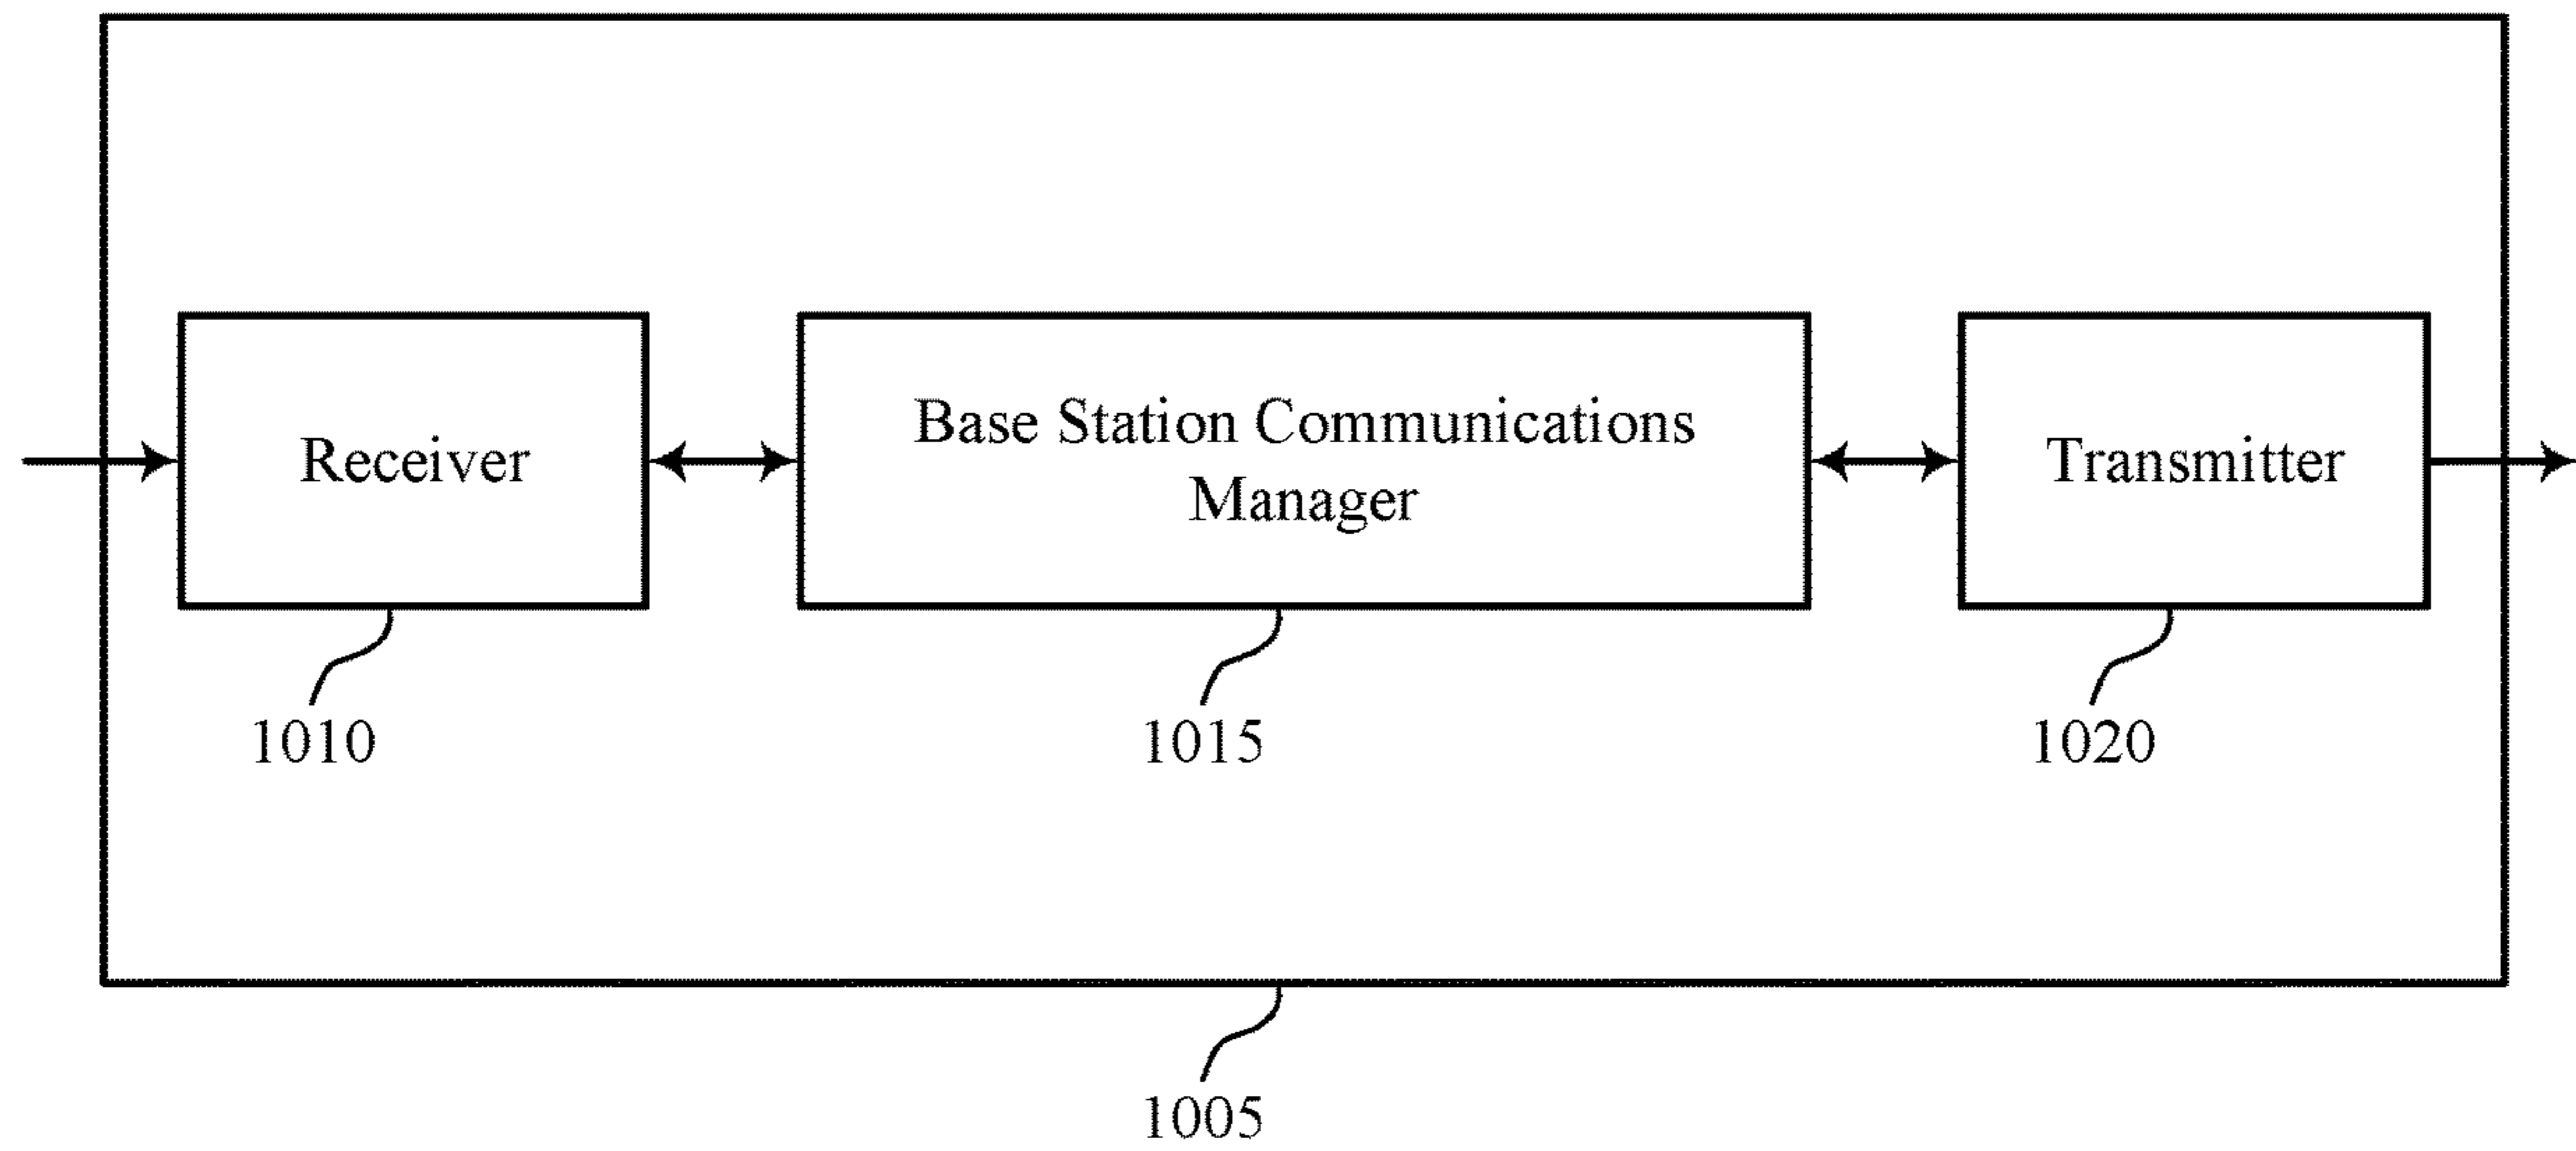 Receiver
Base Station Communications
Manager
Transmitter
1010
1015
1020
1005